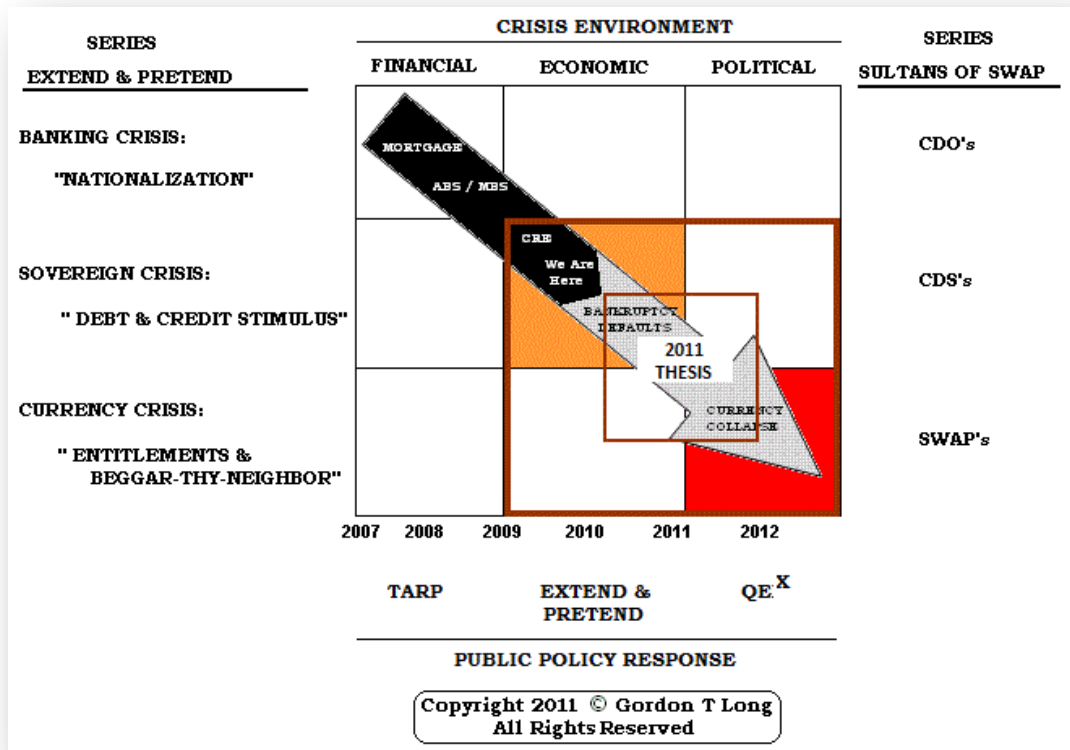 CRISIS ENVIRONMENT
SERIES
EXTEND & PRETEND
FINANCIAL
ECONOMIC
POLITICAL
SERIES
SULTANS OF SWAP
BANKING CRISIS:
"NATIONALIZATION"
MORTGAGE
ABS / MBS
CDO's
SOVEREIGN CRISIS:
" DEBT & CREDIT STIMULUS"
CRE
We Are
Here
BANKRUPTCY
DEFAULTS
2011
THESIS
CDS's
CURRENCY CRISIS:
" ENTITLEMENTS &
BEGGAR-THY-NEIGHBOR"
CURRENCY
COLLAPSE
SWAP's
2007 2008 2009 2010 2011 2012
TARP
EXTEND &
PRETEND
QE:X
PUBLIC POLICY RESPONSE
Copyright 2011 © Gordon T Long
All Rights Reserved